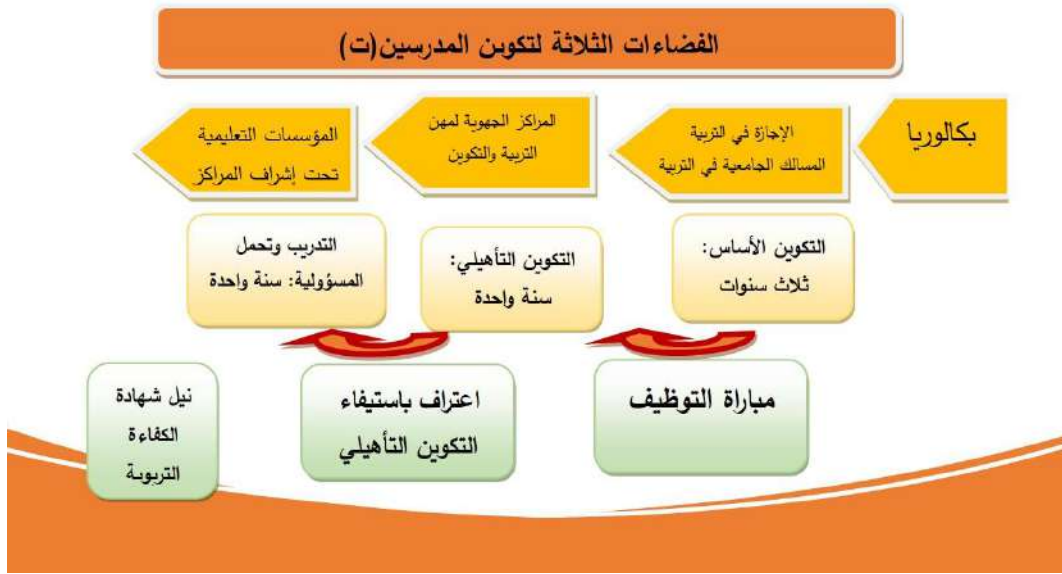 الفضاءات الثلاثة لتكوين المدرسين(ت)
بكالوريا
الإجازة في التربية
المسالك الجامعية في التربية
المراكز الجهوية لمهن
التربية والتكوين
المؤسسات التعليمية
تحت إشراف المراكز
التكوين الأساس:
ثلاث سنوات
التكوين التأهيلي:
سنة واحدة
التدريب وتحمل
المسؤولية: سنة واحدة
مباراة التوظيف
اعتراف باستيفاء
التكوين التأهيلي
نيل شهادة
الكفاءة
التربوية